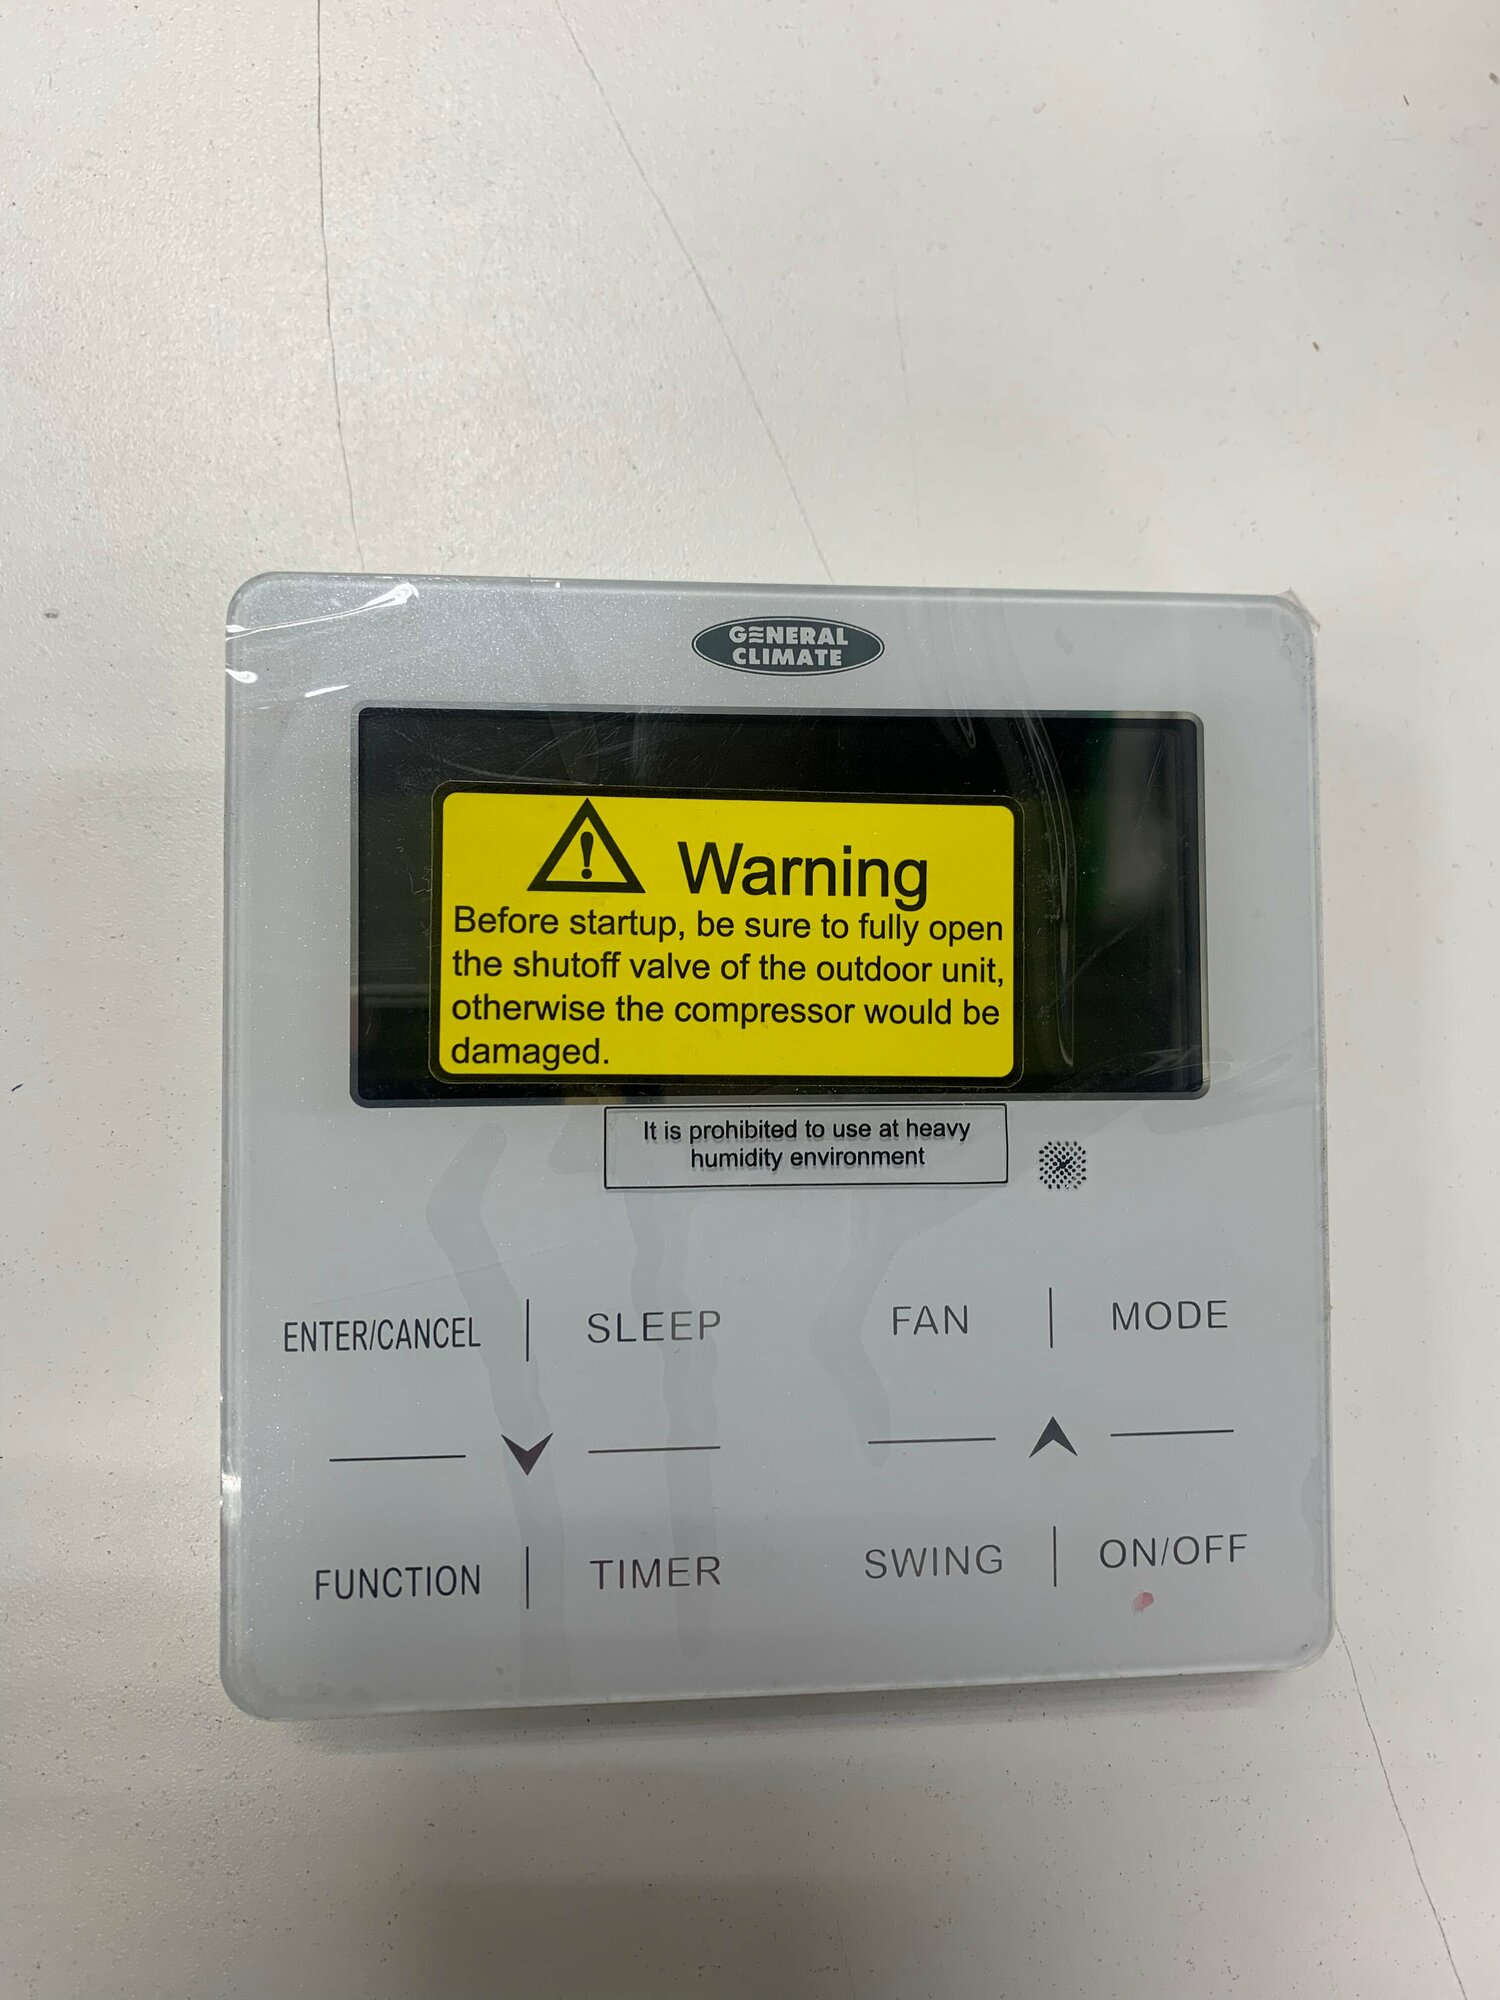 GENERAL
CLIMATE
Warning
Before startup, be sure to fully open
the shutoff valve of the outdoor unit,
otherwise the compressor would be
damaged.
It is prohibited to use at heavy
humidity environment
ENTER/CANCEL | SLEEP FAN | MODE
FUNCTION | TIMER SWING | ON/OFF